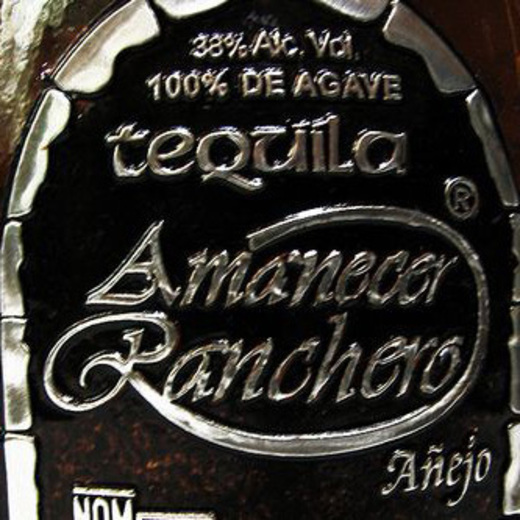 38% Alc. Vol.
100% DE AGAVE
tequila
®
Amanecer
Ranchero
Añejo
NOM